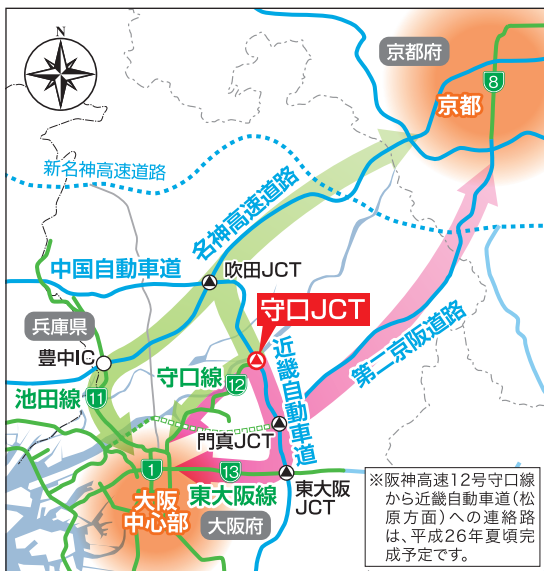 N
京都府
8
京都
新名神高速道路
名神高速道路
中国自動車道
吹田JCT
守口JCT
兵庫県
豊中IC
守口線
12
近畿自動車道
第二京阪道路
池田線
11
門真JCT
1
13
東大阪線
東大阪
JCT
大阪
中心部
大阪府
※阪神高速12号守口線
から近畿自動車道(松
原方面)への連絡路
は、平成26年夏頃完
成予定です。